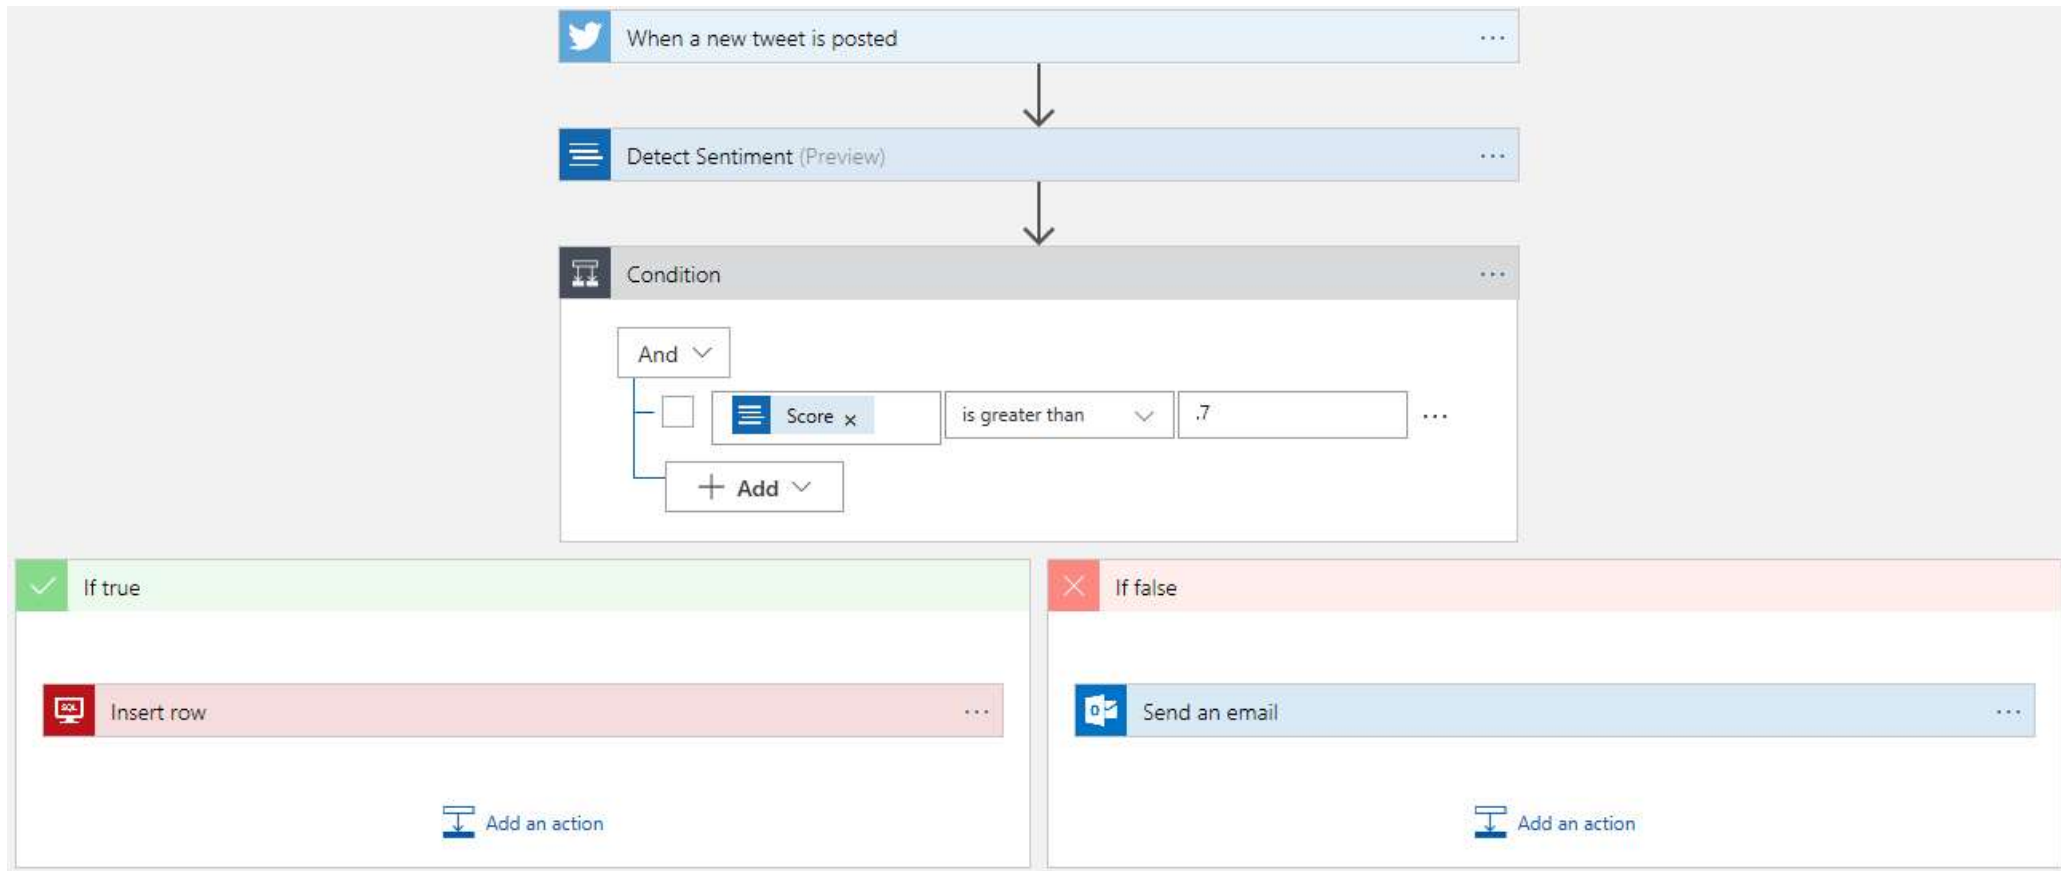 When a new tweet is posted
Detect Sentiment (Preview)
Condition
And
Score x is greater than .7
+ Add
If true
If false
SQL Insert row
Send an email
Add an action
Add an action